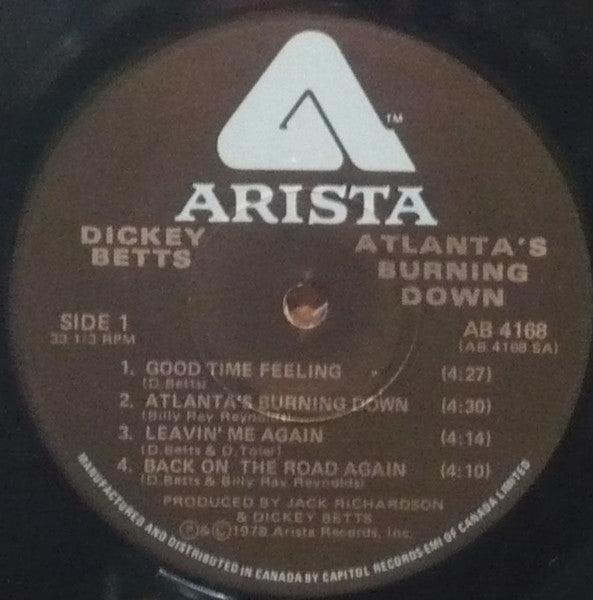 TM
ARISTA
DICKEY
BETTS
ATLANTA'S
BURNING
DOWN
SIDE 1
33 1/3 RPM
AB 4168
(AB 4168 SA)
1. GOOD TIME FEELING (4:27)
(D. Betts)
2. ATLANTA'S BURNING DOWN (4:30)
(Billy Ray Reynolds)
3. LEAVIN' ME AGAIN (4:14)
(D. Betts & D. Toler)
4. BACK ON THE ROAD AGAIN (4:10)
(D. Betts & Billy Ray Reynolds)
PRODUCED BY JACK RICHARDSON
& DICKEY BETTS
Ⓟ&© 1978 Arista Records, Inc.
MANUFACTURED AND DISTRIBUTED IN CANADA BY CAPITOL RECORDS-EMI OF CANADA LIMITED